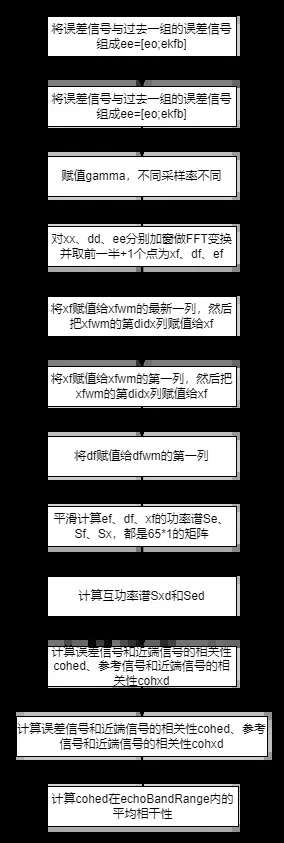 将误差信号与过去一组的误差信号
组成ee=[eo;ekfb]
将误差信号与过去一组的误差信号
组成ee=[eo;ekfb]
赋值gamma，不同采样率不同
对xx、dd、ee分别加窗做FFT变换
并取前一半+1个点为xf、df、ef
将xf赋值给xfwm的最新一列，然后
把xfwm的第didx列赋值给xf
将xf赋值给xfwm的第一列，然后把
xfwm的第didx列赋值给xf
将df赋值给dfwm的第一列
平滑计算ef、df、xf的功率谱Se、
Sf、Sx，都是65*1的矩阵
计算互功率谱Sxd和Sed
计算误差信号和近端信号的相关性
cohed、参考信号和近端信号的相
关性cohxd
计算误差信号和近端信号的相关性cohed、参考
信号和近端信号的相关性cohxd
计算cohed在echoBandRange内的
平均相干性